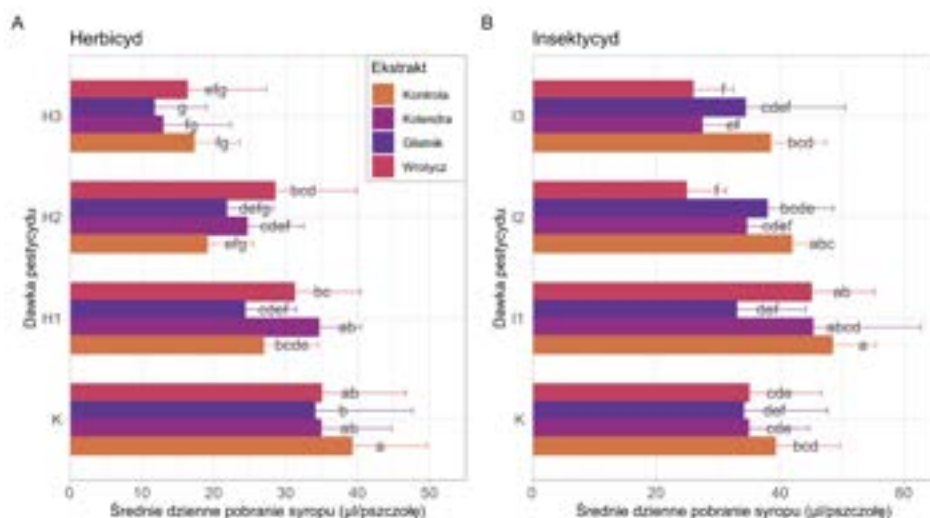 A
Herbicyd
Ekstrakt
Kontrola
Kolendra
Glistnik
Wrotycz
H3
efg
g
fg
fg
H2
bcd
defg
cdef
efg
H1
bc
cdef
ab
bcde
K
ab
b
ab
a
Dawka pestycydu
0 10 20 30 40 50
Średnie dzienne pobranie syropu (µl/pszczołę)
B
Insektycyd
I3
f
cdef
ef
bcd
I2
f
bcde
cdef
abc
I1
ab
def
abcd
a
K
cde
def
cde
bcd
Dawka pestycydu
0 20 40 60
Średnie dzienne pobranie syropu (µl/pszczołę)